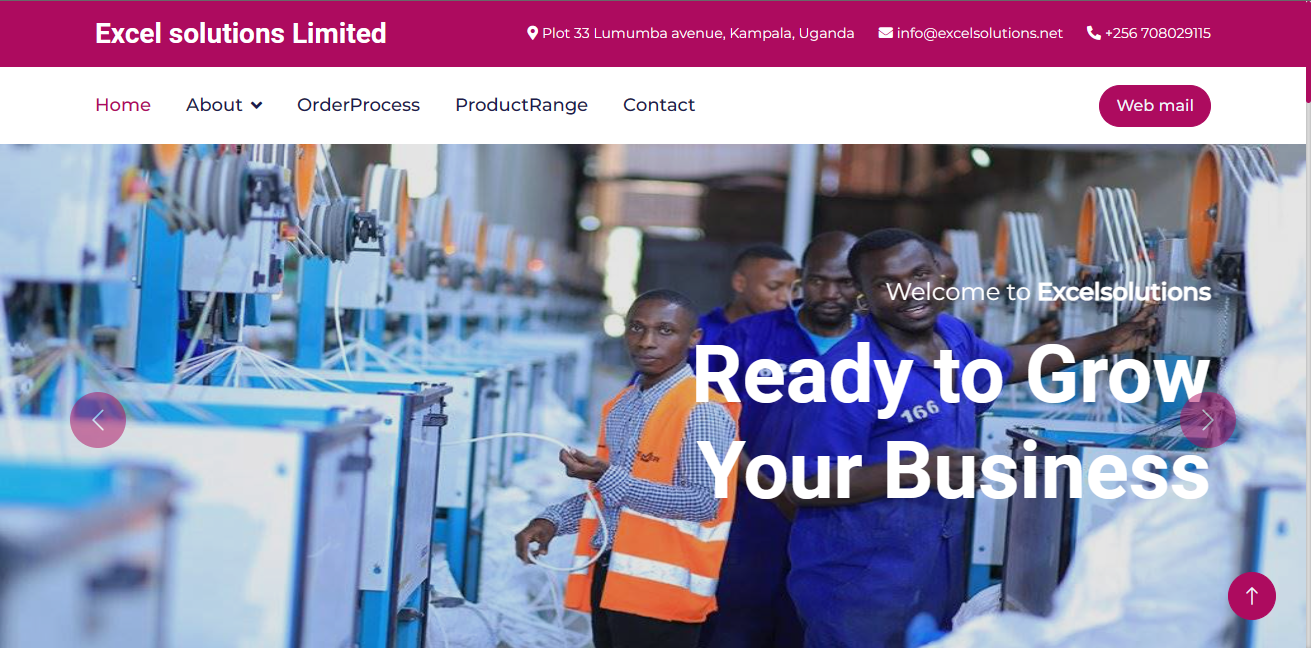 Excel solutions Limited
Plot 33 Lumumba avenue, Kampala, Uganda
info@excelsolutions.net
+256 708029115
Home
About
OrderProcess
ProductRange
Contact
Web mail
Welcome to Excelsolutions
Ready to Grow
Your Business
166